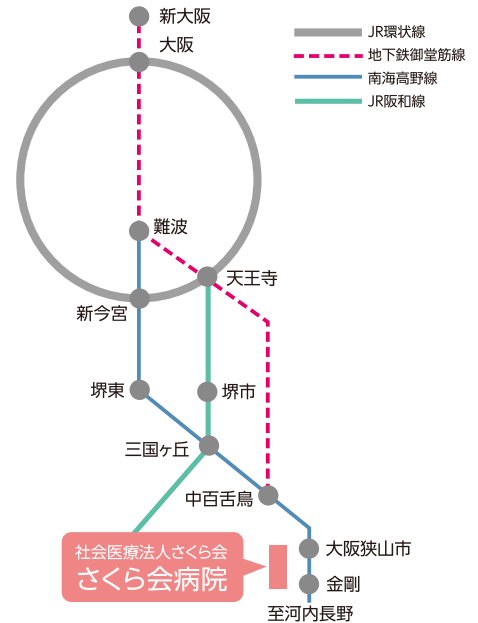 新大阪
大阪
JR環状線
地下鉄御堂筋線
南海高野線
JR阪和線
難波
天王寺
新今宮
堺東
堺市
三国ヶ丘
中百舌鳥
社会医療法人さくら会
さくら会病院
大阪狭山市
金剛
至河内長野